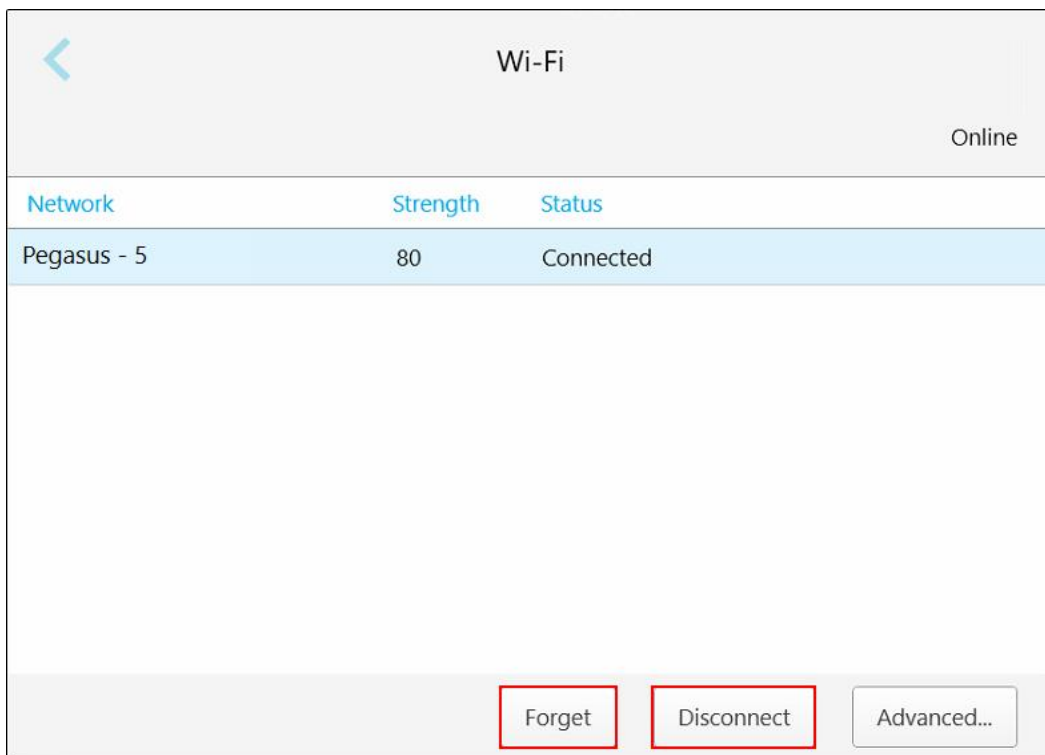 Wi-Fi
Online
Network Strength Status
Pegasus - 5 80 Connected
Forget Disconnect Advanced...